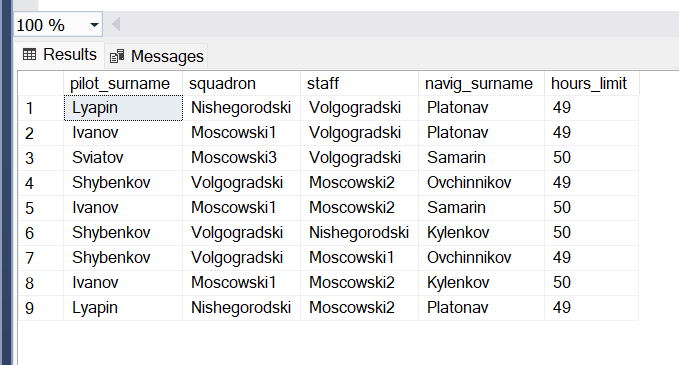 100 %
Results Messages
pilot_surname squadron staff navig_surname hours_limit
1 Lyapin Nishegorodski Volgogradski Platonav 49
2 Ivanov Moscowski1 Volgogradski Platonav 49
3 Sviatov Moscowski3 Volgogradski Samarin 50
4 Shybenkov Volgogradski Moscowski2 Ovchinnikov 49
5 Ivanov Moscowski1 Moscowski2 Samarin 50
6 Shybenkov Volgogradski Nishegorodski Kylenkov 50
7 Shybenkov Volgogradski Moscowski1 Ovchinnikov 49
8 Ivanov Moscowski1 Moscowski2 Kylenkov 50
9 Lyapin Nishegorodski Moscowski2 Platonav 49